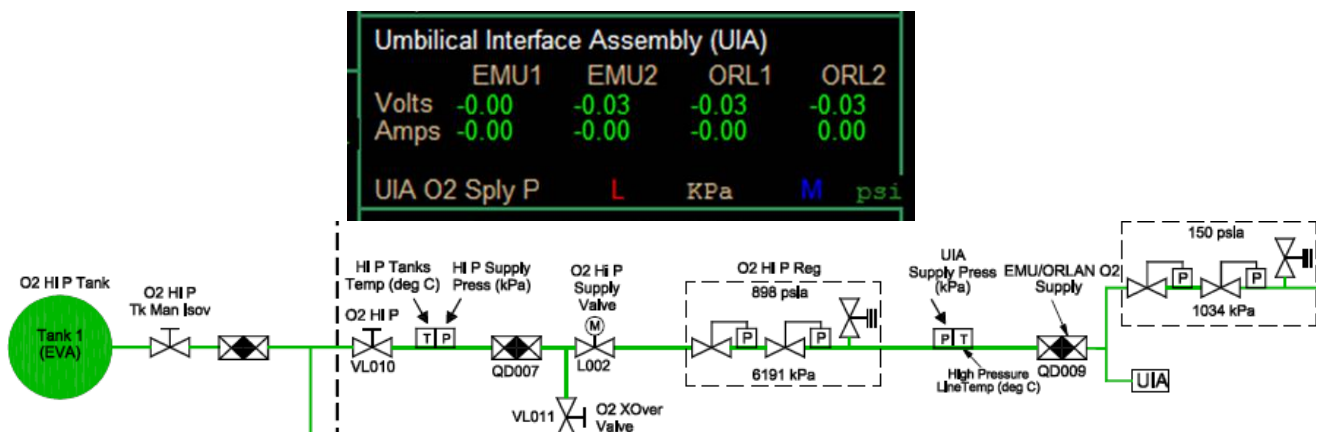 Umbilical Interface Assembly (UIA)
EMU1 EMU2 ORL1 ORL2
Volts -0.00 -0.03 -0.03 -0.03
Amps -0.00 -0.00 -0.00 0.00
UIA O2 Sply P L KPa M psi
O2 HI P Tank
Tank 1
(EVA)
O2 HI P
Tk Man Isov
O2 HI P
VL010
HI P Tanks
Temp (deg C)
HI P Supply
Press (kPa)
T P
QD007
O2 Hi P
Supply
Valve
M
L002
VL011
O2 XOver
Valve
O2 HI P Reg
898 psia
P P
6191 kPa
UIA
Supply Press
(kPa)
P T
High Pressure
LineTemp (deg C)
EMU/ORLAN O2
Supply
QD009
150 psia
P P
1034 kPa
UIA